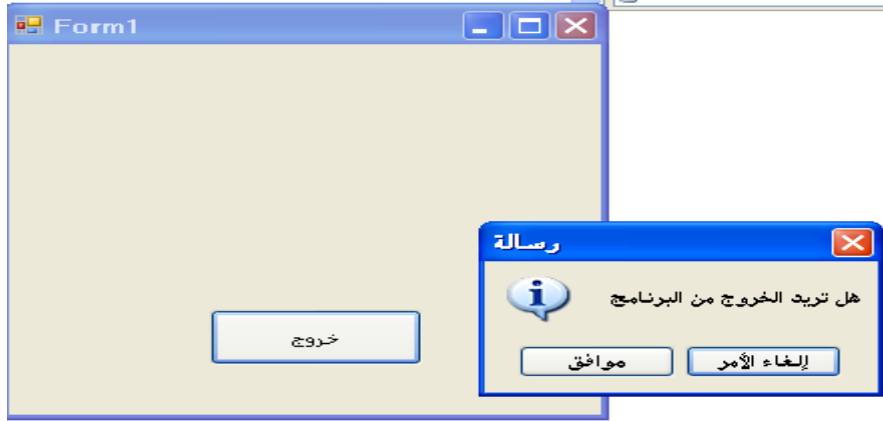 Form1
رسالة
هل تريد الخروج من البرنامج
موافق
إلغاء الأمر
خروج